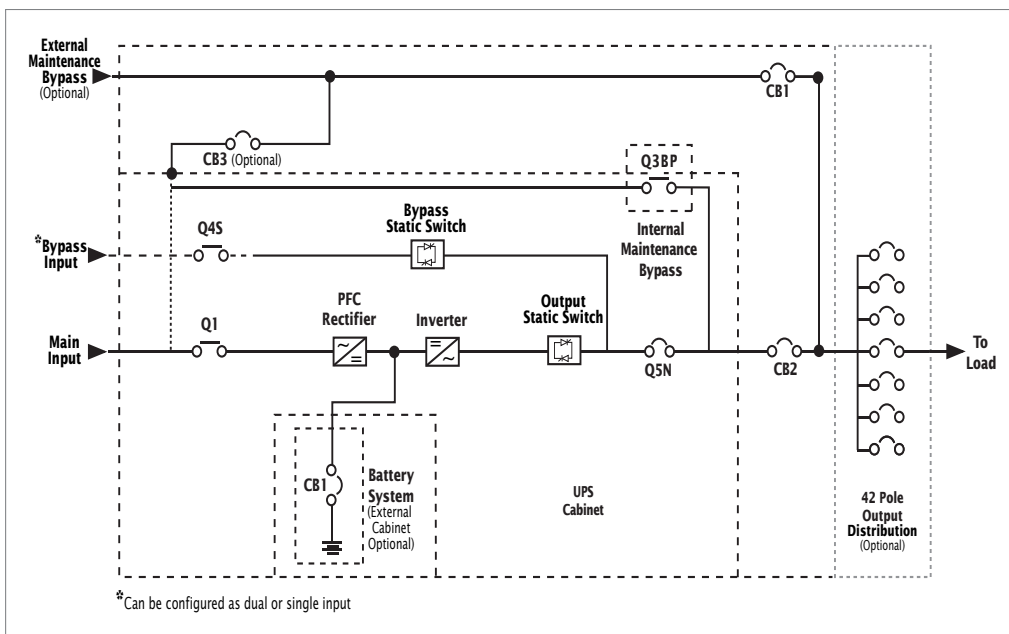 External
Maintenance
Bypass
(Optional)
CB1
CB3 (Optional)
Q3BP
Internal
Maintenance
Bypass
Q4S
Bypass
Static Switch
*Bypass
Input
PFC
Rectifier
Inverter
Output
Static Switch
Q1
Main
Input
Q5N
CB2
To
Load
CB1
Battery
System
(External
Cabinet
Optional)
UPS
Cabinet
42 Pole
Output
Distribution
(Optional)
*Can be configured as dual or single input